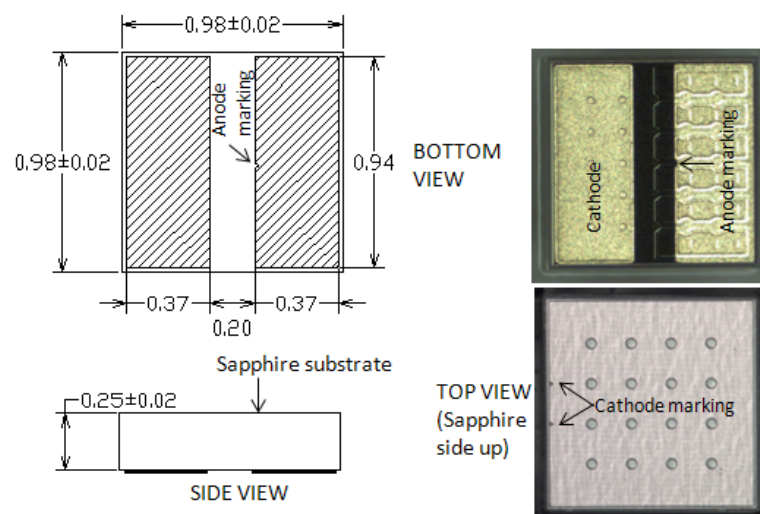 0.98±0.02
Anode
marking
0.98±0.02
0.94
BOTTOM
VIEW
Cathode
Anode marking
0.37
0.37
0.20
Sapphire substrate
0.25±0.02
SIDE VIEW
TOP VIEW
(Sapphire
side up)
Cathode marking